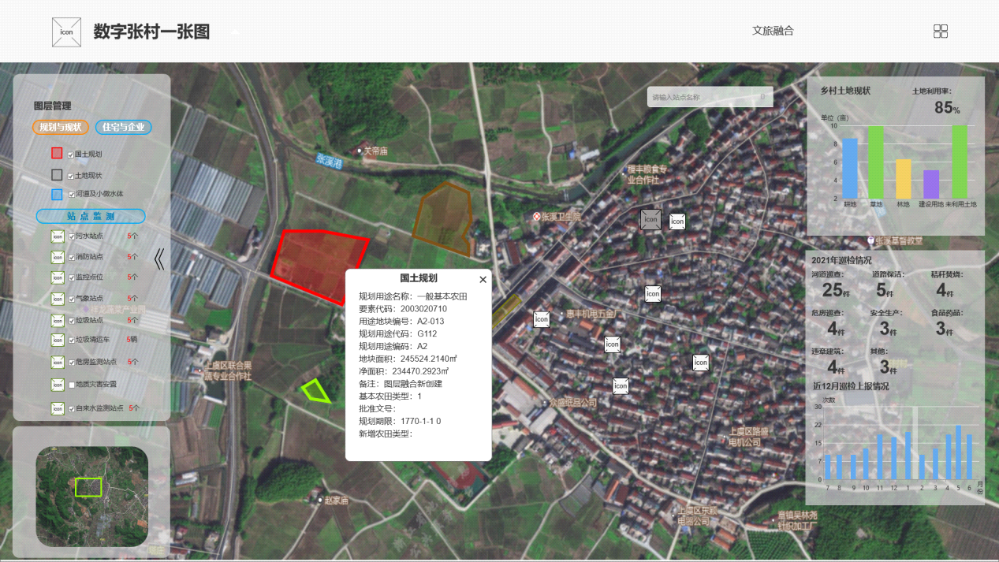 icon
数字张村一张图
文旅融合
图层管理
规划与现状
住宅与企业
国土规划
土地现状
河道及小微水体
站点监测
icon
污水站点 5个
icon
消防站点 5个
icon
监控点位 5个
icon
气象站点 5个
icon
垃圾站点 5个
icon
垃圾清运车 5辆
icon
危房监测站点 5个
icon
地质灾害安置
icon
自来水监测站点 5个
请输入站点名称
关帝庙
张溪港
粮食专
业合作社
张溪卫生院
icon
icon
张溪基督教堂
icon
icon
icon
icon
icon
惠丰机电五金厂
众盛纸品公司
上虞区联合果
蔬专业合作社
赵家庙
上虞区路盛
电机公司
上虞区东颖
电器公司
章镇吴林尧
针织加工厂
国土规划
规划用途名称：一般基本农田
要素代码：2003020710
用途地块编号：A2-013
规划用途代码：G112
规划用途编码：A2
地块面积：245524.2140㎡
净面积：234470.2923㎡
备注：图层融合新创建
基本农田类型：1
批准文号：
规划期限：1770-1-1 0
新增农田类型：
乡村土地现状
土地利用率：
85%
单位（亩）
10
8
6
4
2
耕地 草地 林地 建设用地 未利用土地
2021年巡检情况
河道巡查： 道路保洁： 秸秆焚烧：
25件 5件 4件
危房巡查： 安全生产： 食品药品：
4件 3件 3件
违章建筑： 其他：
4件 3件
近12月巡检上报情况
次数
30
22
15
7
0
7 8 9 10 11 12 1 2 3 4 5 6 月份